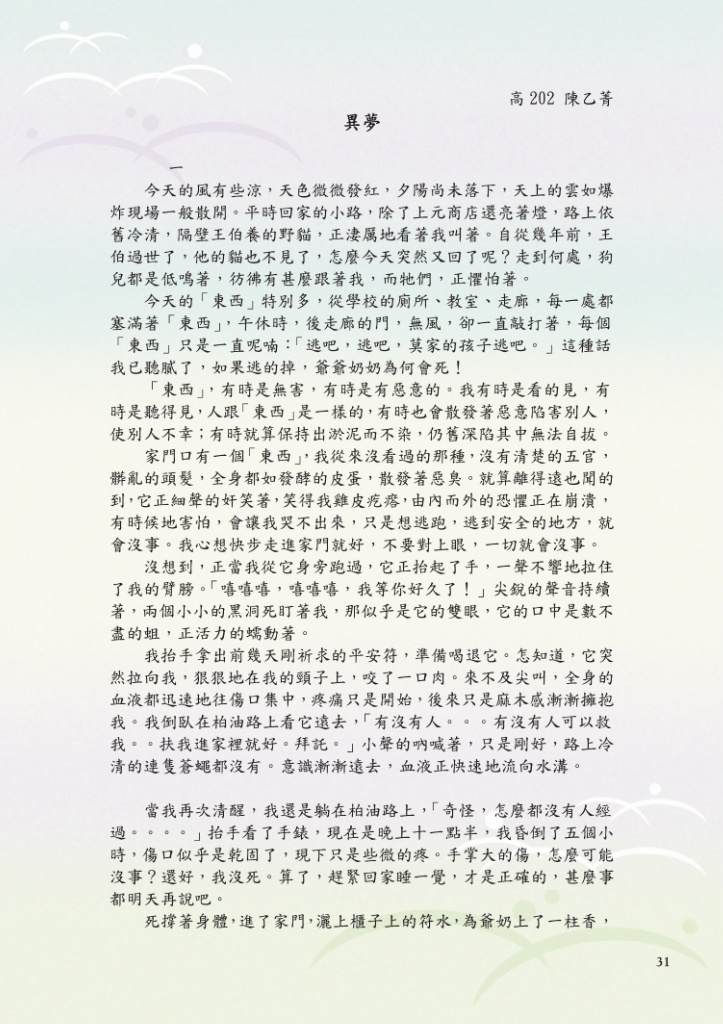 高202 陳乙菁
異夢
一
今天的風有些涼，天色微微發紅，夕陽尚未落下，天上的雲如爆
炸現場一般散開。平時回家的小路，除了上元商店還亮著燈，路上依
舊冷清，隔壁王伯養的野貓，正淒厲地看著我叫著。自從幾年前，王
伯過世了，他的貓也不見了，怎麼今天突然又回了呢？走到何處，狗
兒都是低鳴著，彷彿有甚麼跟著我，而牠們，正懼怕著。
今天的「東西」特別多，從學校的廁所、教室、走廊，每一處都
塞滿著「東西」，午休時，後走廊的門，無風，卻一直敲打著，每個
「東西」只是一直呢喃：「逃吧，逃吧，莫家的孩子逃吧。」這種話
我已聽膩了，如果逃的掉，爺爺奶奶為何會死！
「東西」，有時是無害，有時是有惡意的。我有時是看的見，有
時是聽得見，人跟「東西」是一樣的，有時也會散發著惡意陷害別人，
使別人不幸；有時就算保持出淤泥而不染，仍舊深陷其中無法自拔。
家門口有一個「東西」，我從來沒看過的那種，沒有清楚的五官，
髒亂的頭髮，全身都如發酵的皮蛋，散發著惡臭。就算離得遠也聞的
到，它正細聲的奸笑著，笑得我雞皮疙瘩，由內而外的恐懼正在崩潰，
有時候地害怕，會讓我哭不出來，只是想逃跑，逃到安全的地方，就
會沒事。我心想快步走進家門就好，不要對上眼，一切就會沒事。
沒想到，正當我從它身旁跑過，它正抬起了手，一聲不響地拉住
了我的臂膀。「嘻嘻嘻，嘻嘻嘻，我等你好久了！」尖銳的聲音持續
著，兩個小小的黑洞死盯著我，那似乎是它的雙眼，它的口中是數不
盡的蛆，正活力的蠕動著。
我抬手拿出前幾天剛祈求的平安符，準備喝退它。怎知道，它突
然拉向我，狠狠地在我的頸子上，咬了一口肉。來不及尖叫，全身的
血液都迅速地往傷口集中，疼痛只是開始，後來只是麻木感漸漸擁抱
我。我倒臥在柏油路上看它遠去，「有沒有人。。。有沒有人可以救
我。。扶我進家裡就好。拜託。」小聲的吶喊著，只是剛好，路上冷
清的連隻蒼蠅都沒有。意識漸漸遠去，血液正快速地流向水溝。
當我再次清醒，我還是躺在柏油路上，「奇怪，怎麼都沒有人經
過。。。。」抬手看了手錶，現在是晚上十一點半，我昏倒了五個小
時，傷口似乎是乾固了，現下只是些微的疼。手掌大的傷，怎麼可能
沒事？還好，我沒死。算了，趕緊回家睡一覺，才是正確的，甚麼事
都明天再說吧。
死撐著身體，進了家門，灑上櫃子上的符水，為爺奶上了一柱香，
31